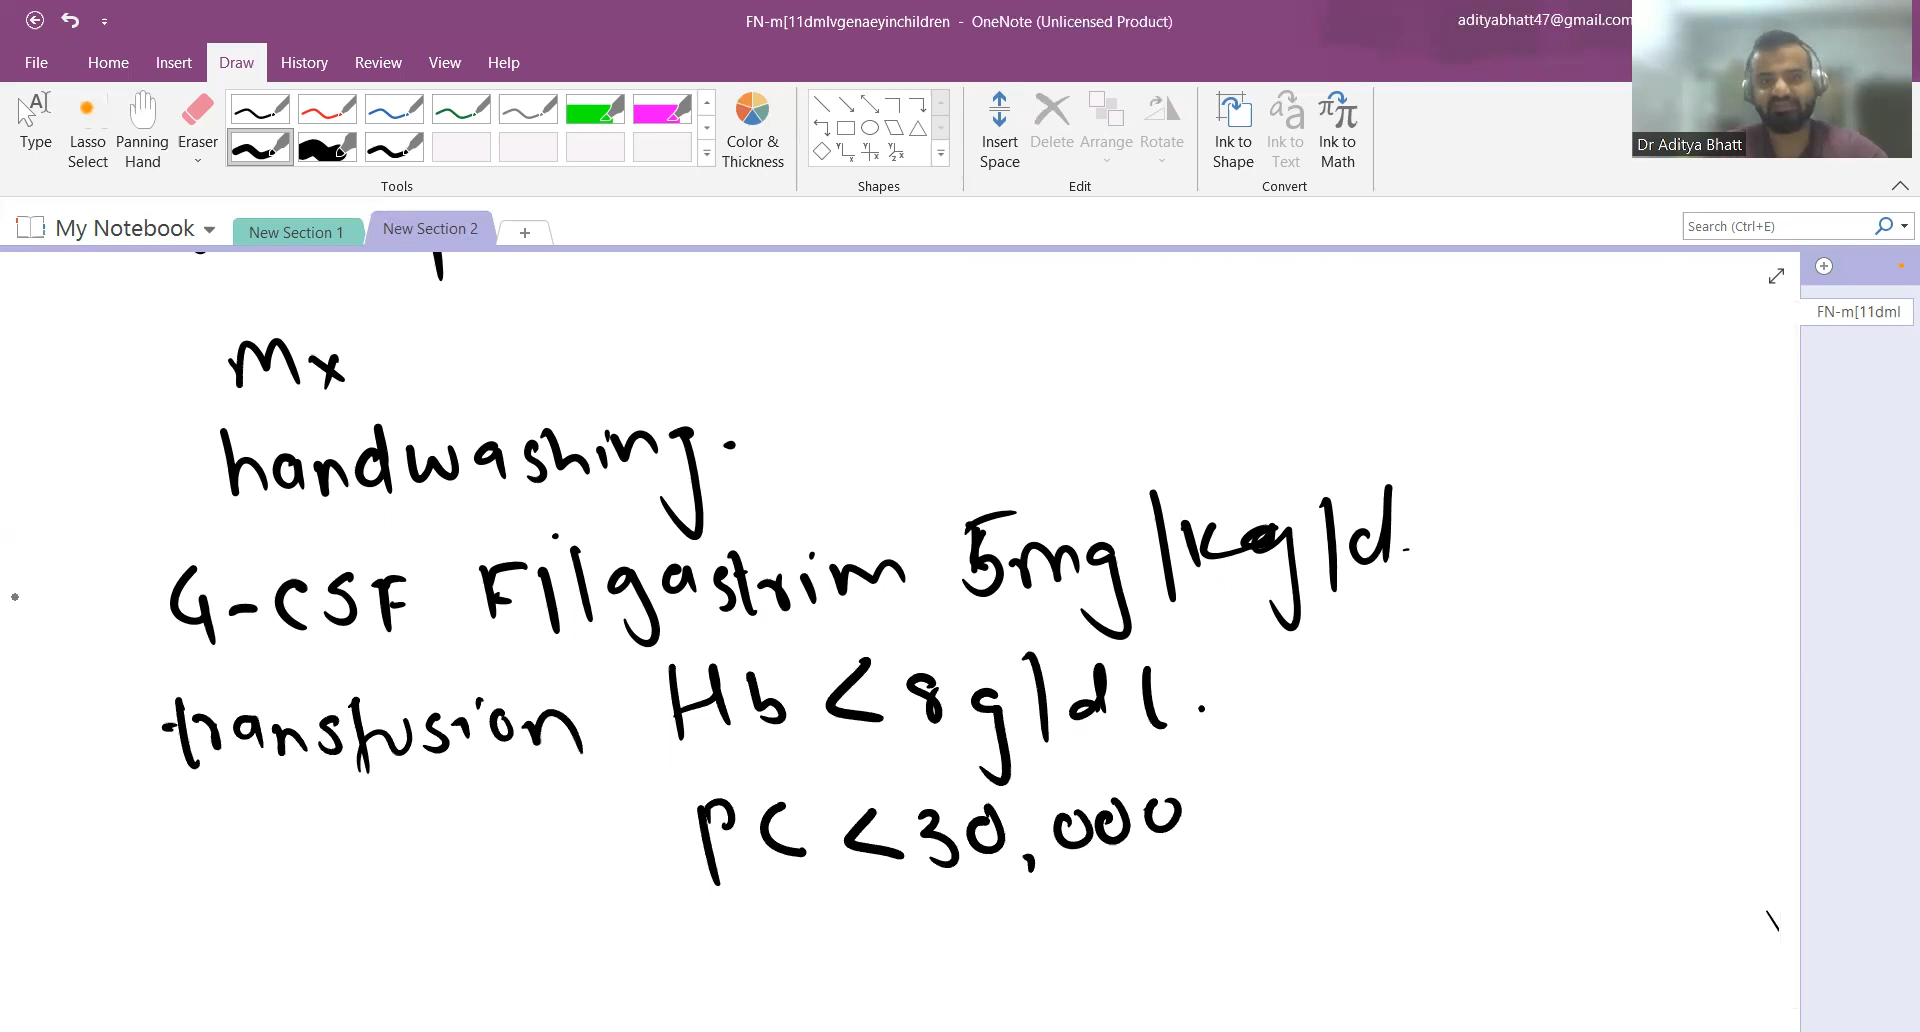 FN-m[11dmlvgenaeyinchildren - OneNote (Unlicensed Product)
adityabhatt47@gmail.com
File Home Insert Draw History Review View Help
Type
Lasso Select
Panning Hand
Eraser
Color & Thickness
Insert Space
Delete
Arrange
Rotate
Ink to Shape
Ink to Text
Ink to Math
Dr Aditya Bhatt
Tools Shapes Edit Convert
My Notebook New Section 1 New Section 2
Search (Ctrl+E)
FN-m[11dml
Mx
handwashing.
G-CSF Filgastrim 5mg/kg/d.
transfusion Hb < 8 g/dl.
PC < 30,000